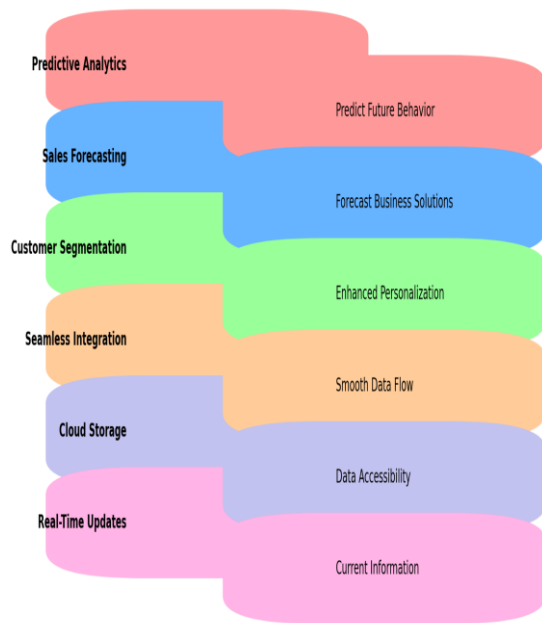 Predictive Analytics
Predict Future Behavior
Sales Forecasting
Forecast Business Solutions
Customer Segmentation
Enhanced Personalization
Seamless Integration
Smooth Data Flow
Cloud Storage
Data Accessibility
Real-Time Updates
Current Information